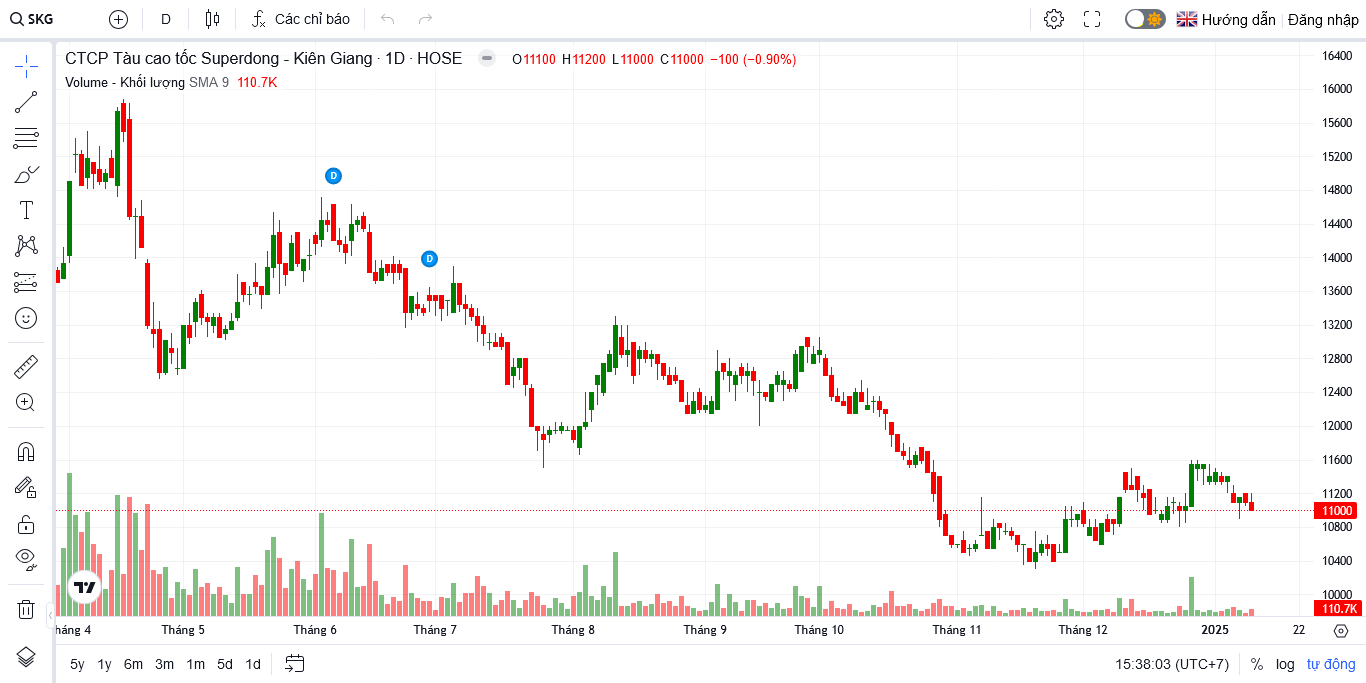 SKG D Các chỉ báo Hướng dẫn Đăng nhập
CTCP Tàu cao tốc Superdong - Kiên Giang · 1D · HOSE O11100 H11200 L11000 C11000 −100 (−0.90%)
Volume - Khối lượng SMA 9 110.7K
D
D
16400
16000
15600
15200
14800
14400
14000
13600
13200
12800
12400
12000
11600
11200
11000
10800
10400
10000
110.7K
háng 4 Tháng 5 Tháng 6 Tháng 7 Tháng 8 Tháng 9 Tháng 10 Tháng 11 Tháng 12 2025 22
5y 1y 6m 3m 1m 5d 1d 15:38:03 (UTC+7) % log tự động